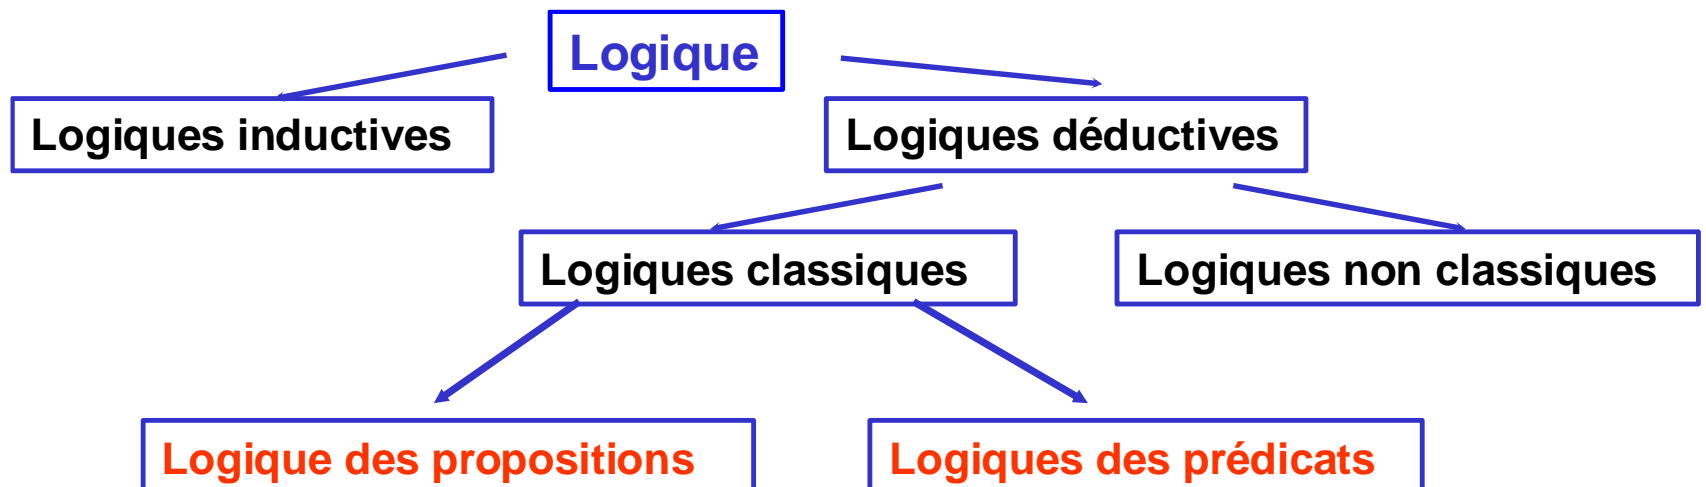 Logique
Logiques inductives
Logiques déductives
Logiques classiques
Logiques non classiques
Logique des propositions
Logiques des prédicats